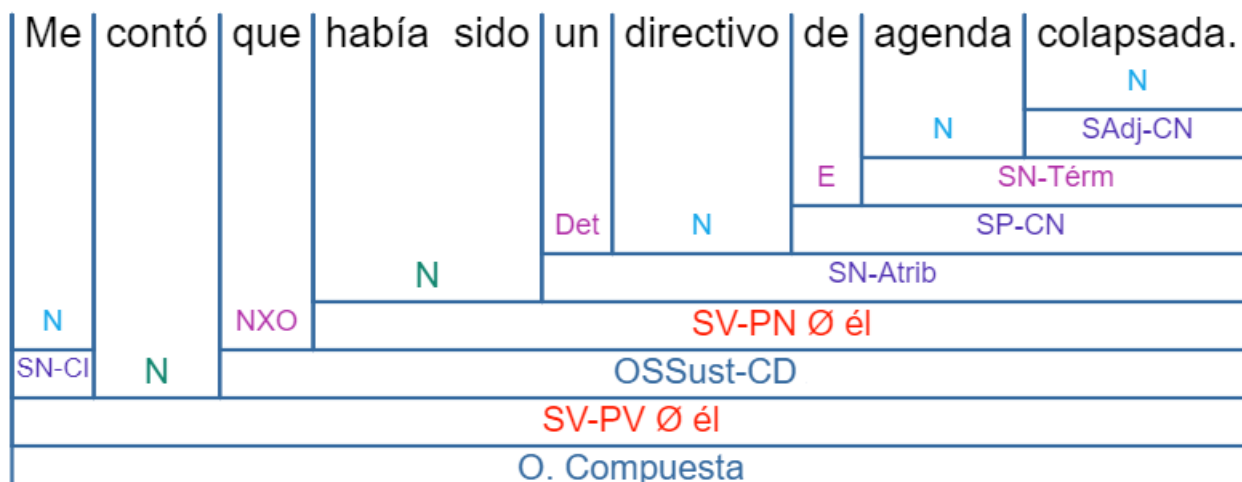 Me contó que había sido un directivo de agenda colapsada.
N
N SAdj-CN
E SN-Térm
Det N SP-CN
N SN-Atrib
N NXO SV-PN Ø él
SN-CI N OSSust-CD
SV-PV Ø él
O. Compuesta